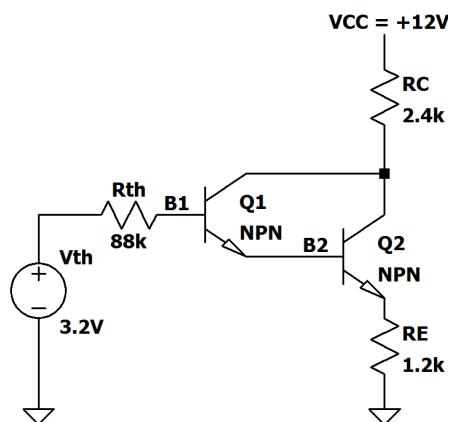 VCC = +12V
RC
2.4k
Rth
88k
B1
Q1
NPN
B2
Q2
NPN
Vth
3.2V
RE
1.2k